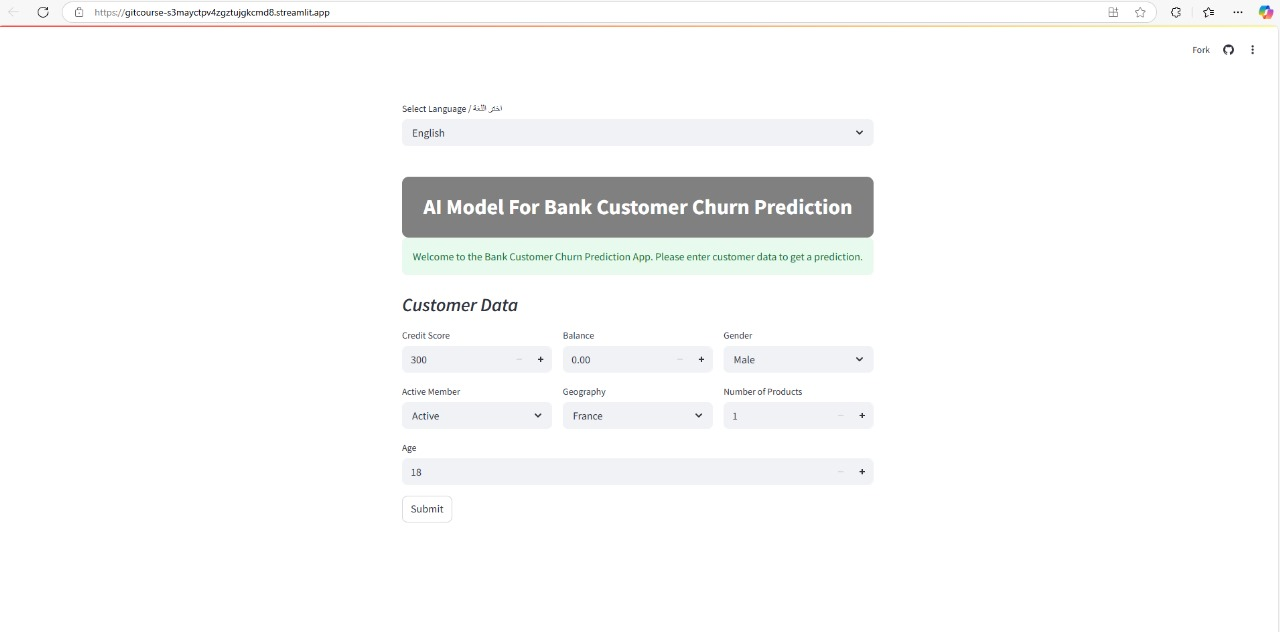 https://gitcourse-s3mayctpv4zgztujgkcmd8.streamlit.app
Fork
Select Language / اختر اللغة
English
AI Model For Bank Customer Churn Prediction
Welcome to the Bank Customer Churn Prediction App. Please enter customer data to get a prediction.
Customer Data
Credit Score Balance Gender
300 − + 0.00 − + Male
Active Member Geography Number of Products
Active France 1 − +
Age
18 − +
Submit